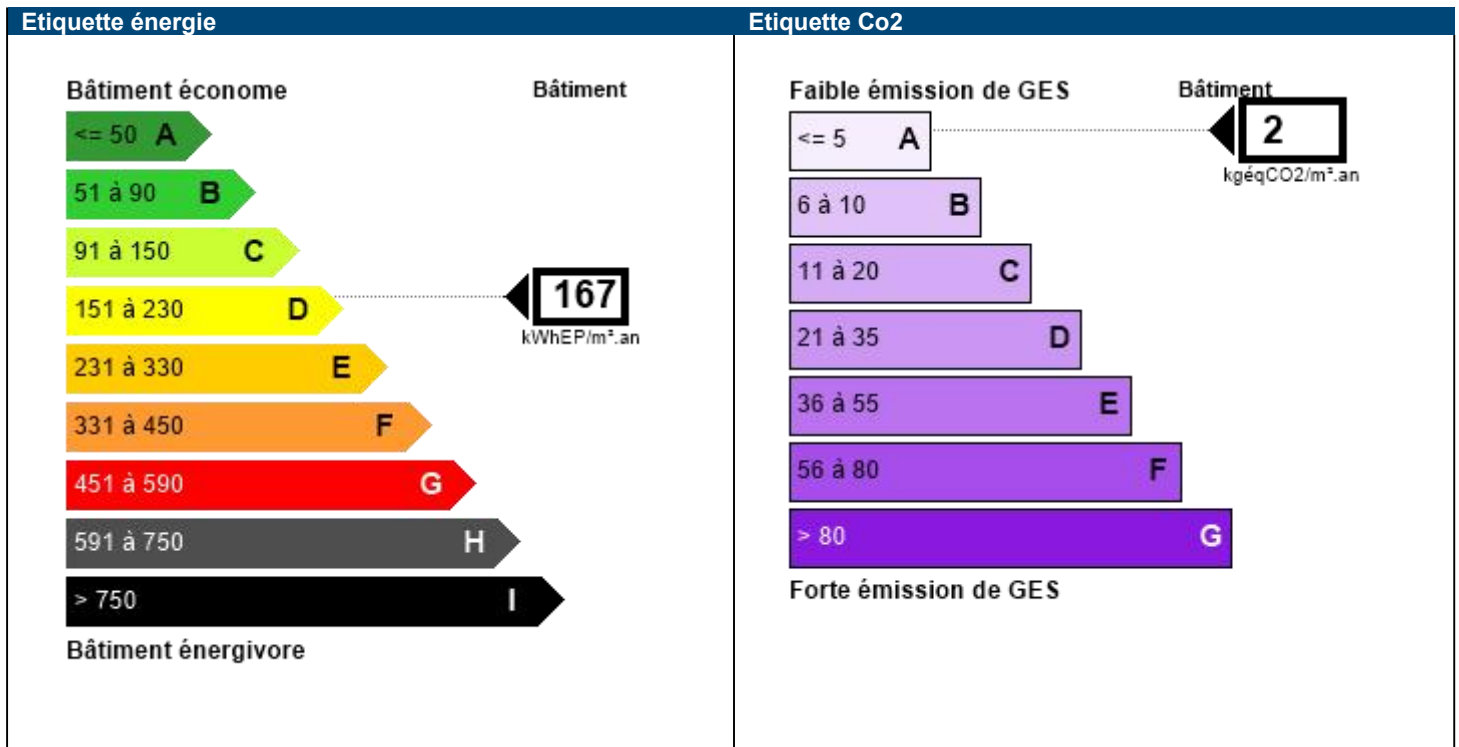 Etiquette énergie
Bâtiment économe
Bâtiment
<= 50 A
51 à 90 B
91 à 150 C
151 à 230 D
167
kWhEP/m².an
231 à 330 E
331 à 450 F
451 à 590 G
591 à 750 H
> 750 I
Bâtiment énergivore
Etiquette Co2
Faible émission de GES
Bâtiment
<= 5 A
2
kgéqCO2/m².an
6 à 10 B
11 à 20 C
21 à 35 D
36 à 55 E
56 à 80 F
> 80 G
Forte émission de GES